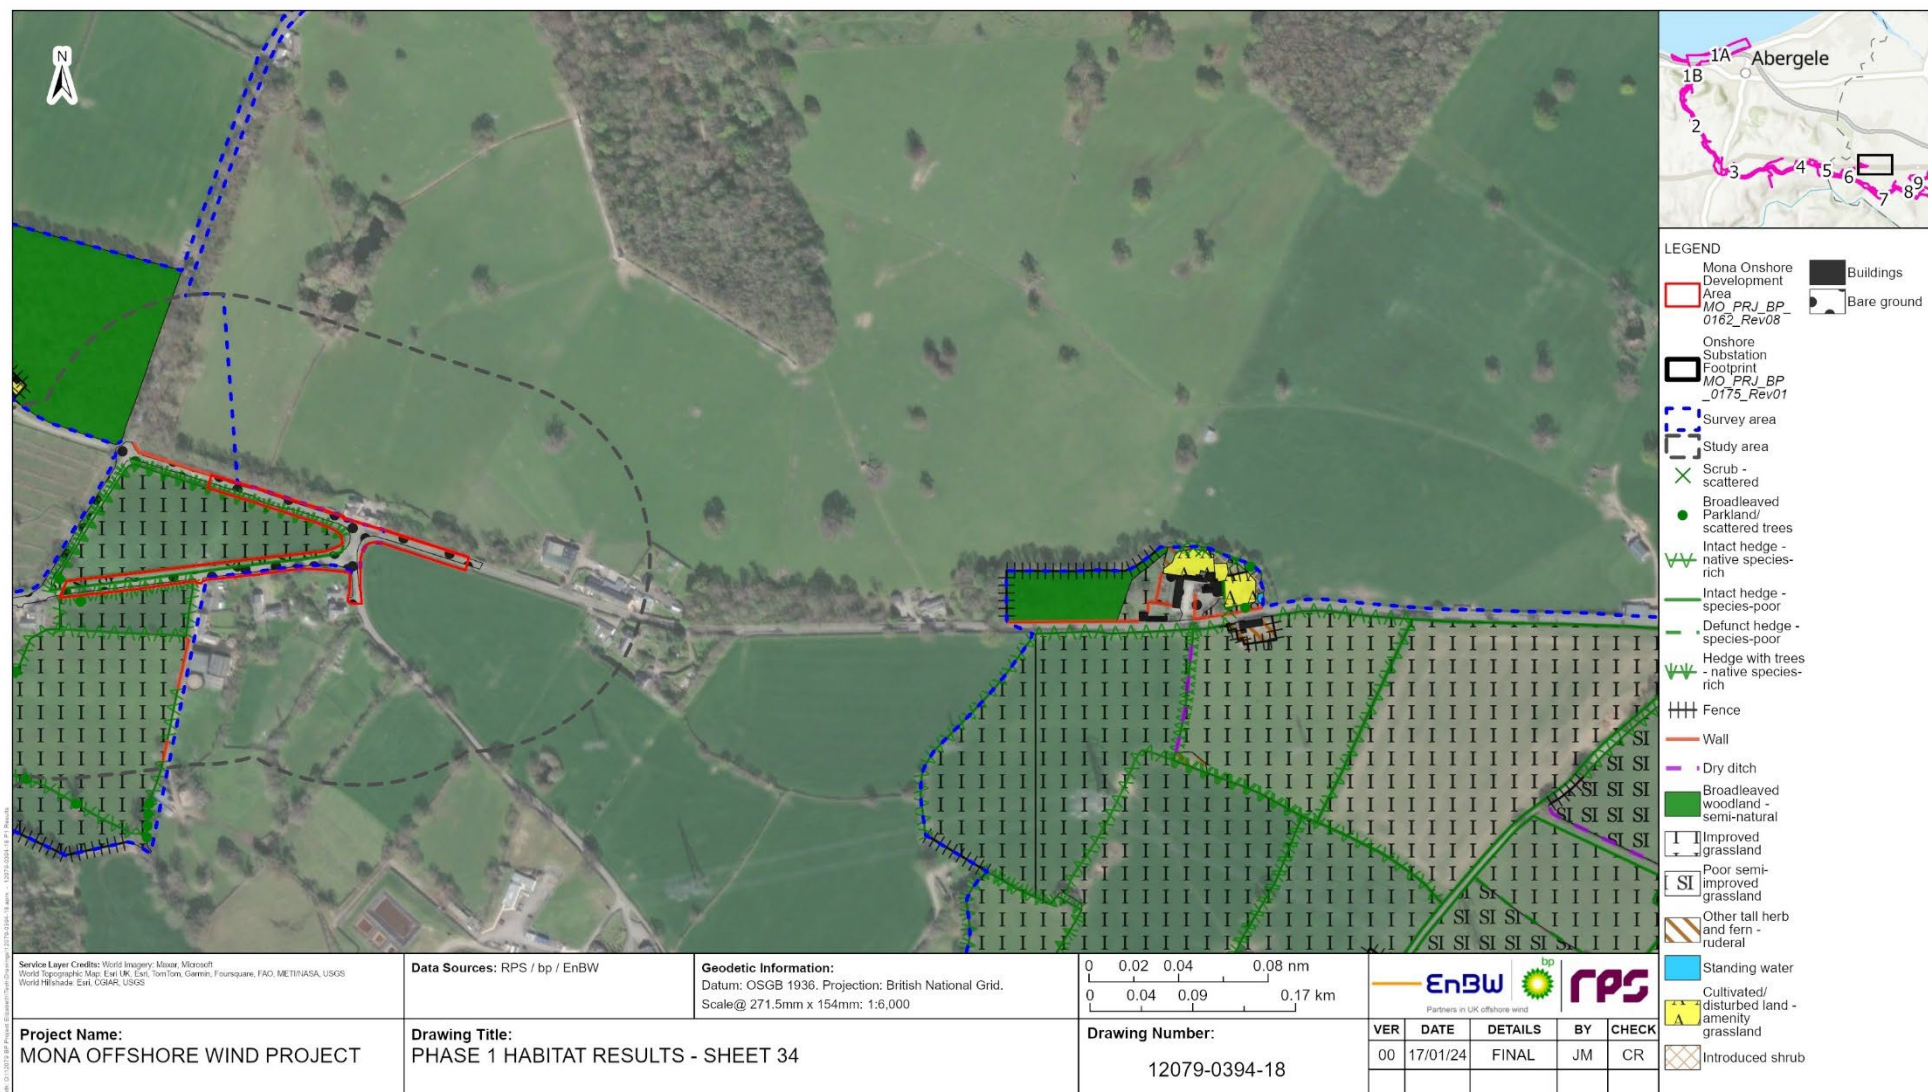 N
1A
Abergele
1B
2
3
4
5
6
7
8
9
LEGEND
Mona Onshore
Development
Area
MO_PRJ_BP_
0162_Rev08
Onshore
Substation
Footprint
MO_PRJ_BP
_0175_Rev01
Survey area
Study area
Scrub -
scattered
Broadleaved
Parkland/
scattered trees
Intact hedge -
native species-
rich
Intact hedge -
species-poor
Defunct hedge -
species-poor
Hedge with trees
- native species-
rich
Fence
Wall
Dry ditch
Broadleaved
woodland -
semi-natural
Improved
grassland
SI
Poor semi-
improved
grassland
Other tall herb
and fern -
ruderal
Standing water
Cultivated/
disturbed land -
amenity
grassland
Introduced shrub
Buildings
Bare ground
Service Layer Credits: World Imagery: Maxar, Microsoft
World Topographic Map: Esri UK, Esri, TomTom, Garmin, Foursquare, FAO, METI/NASA, USGS
World Hillshade: Esri, CGIAR, USGS
Data Sources: RPS / bp / EnBW
Geodetic Information:
Datum: OSGB 1936. Projection: British National Grid.
Scale@ 271.5mm x 154mm: 1:6,000
0 0.02 0.04 0.08 nm
0 0.04 0.09 0.17 km
EnBW bp rps
Partners in UK offshore wind
Project Name:
MONA OFFSHORE WIND PROJECT
Drawing Title:
PHASE 1 HABITAT RESULTS - SHEET 34
Drawing Number:
12079-0394-18
VER DATE DETAILS BY CHECK
00 17/01/24 FINAL JM CR